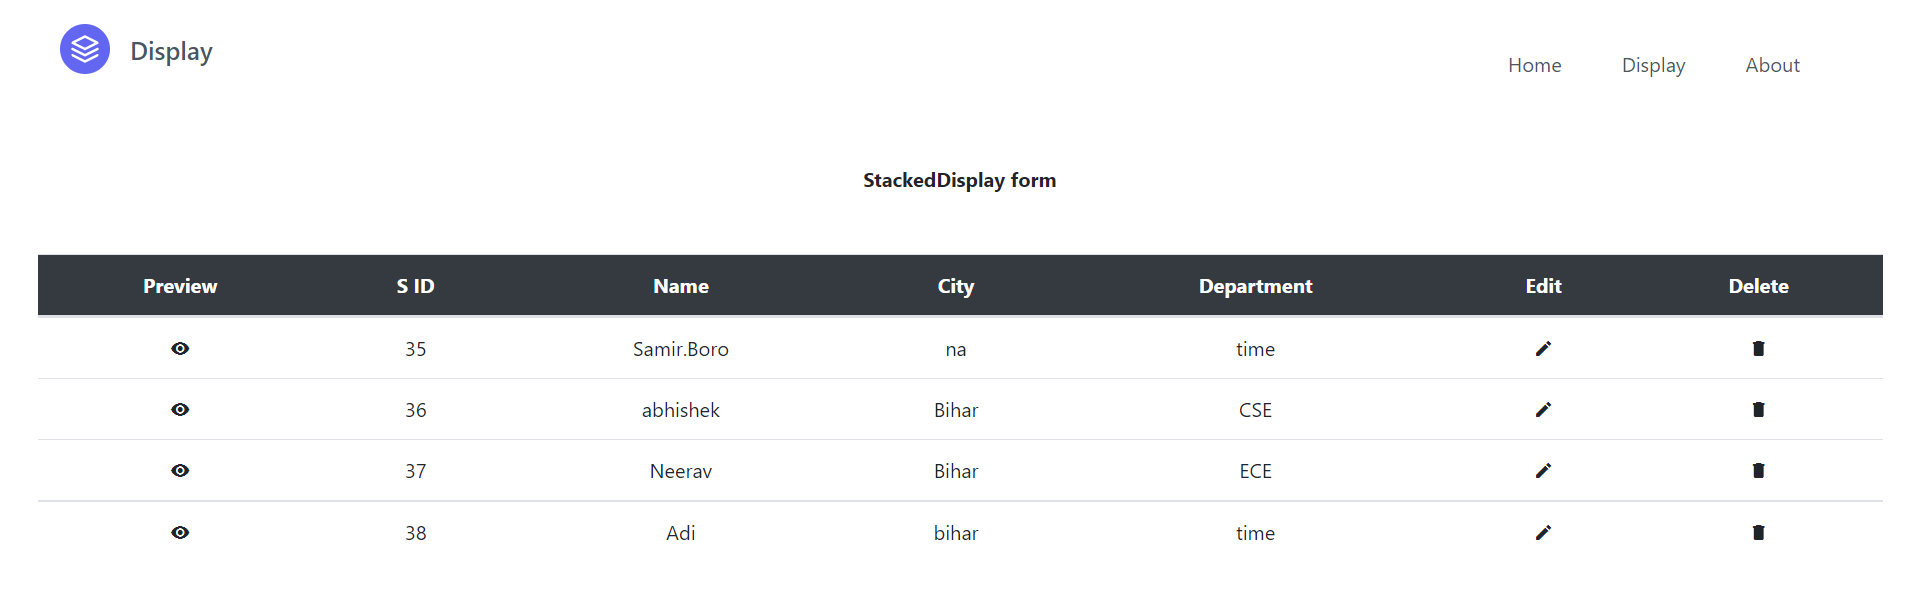 Display
Home Display About
StackedDisplay form
Preview S ID Name City Department Edit Delete
35 Samir.Boro na time
36 abhishek Bihar CSE
37 Neerav Bihar ECE
38 Adi bihar time